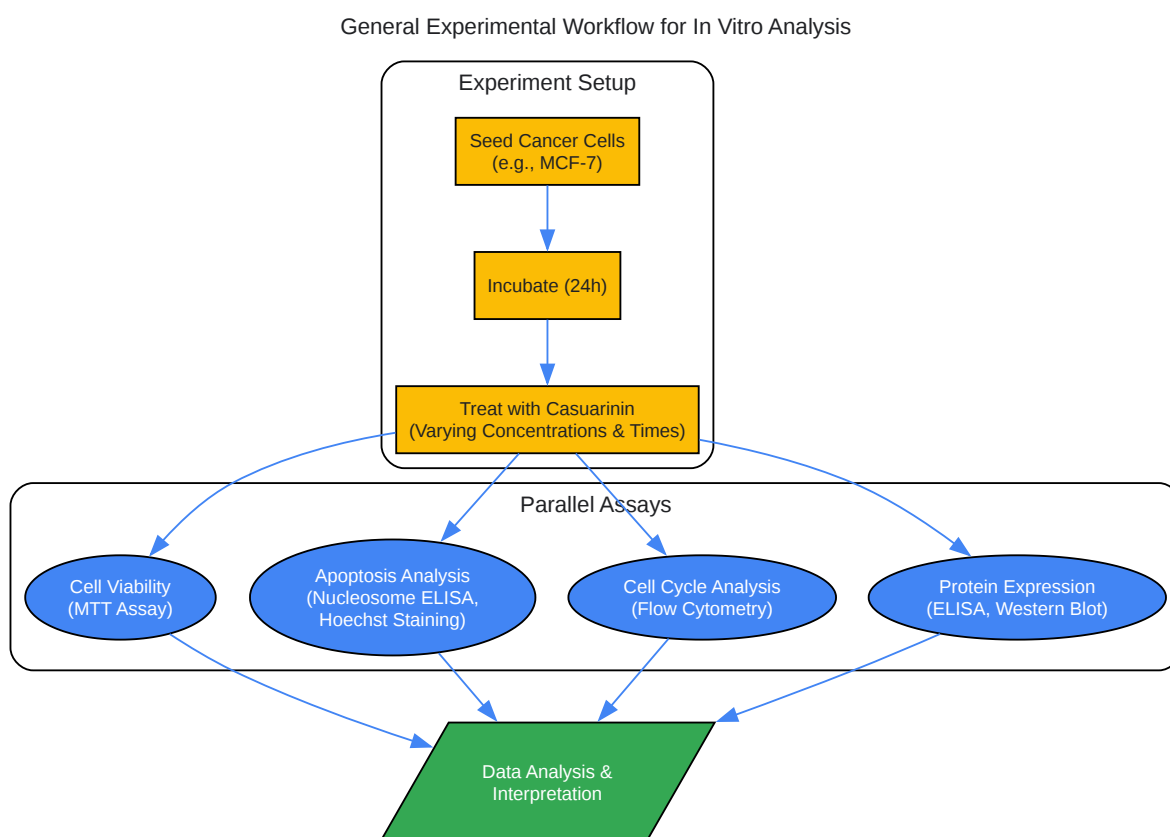 General Experimental Workflow for In Vitro Analysis
Experiment Setup
Seed Cancer Cells
(e.g., MCF-7)
Incubate (24h)
Treat with Casuarinin
(Varying Concentrations & Times)
Parallel Assays
Cell Viability
(MTT Assay)
Apoptosis Analysis
(Nucleosome ELISA,
Hoechst Staining)
Cell Cycle Analysis
(Flow Cytometry)
Protein Expression
(ELISA, Western Blot)
Data Analysis &
Interpretation